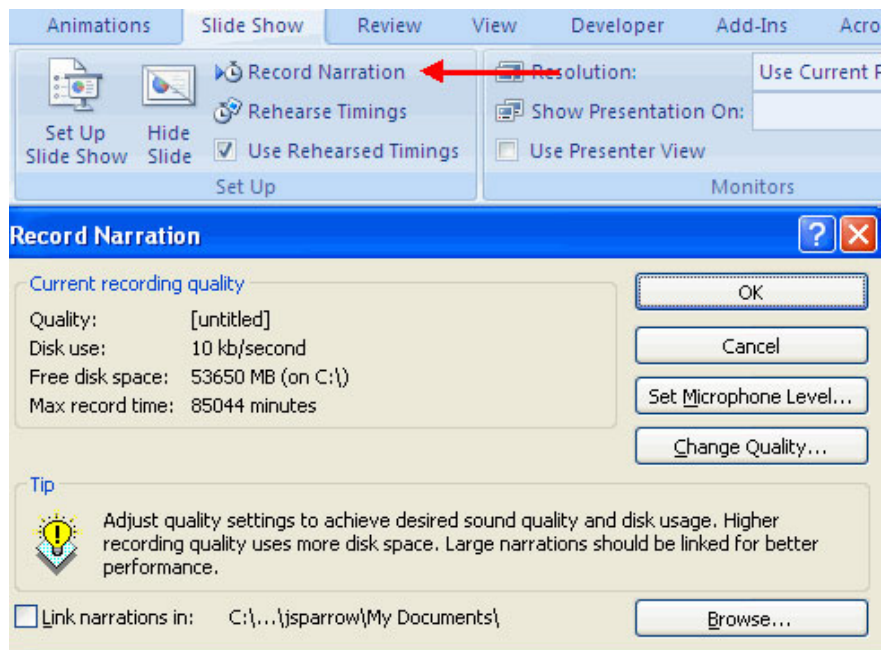 Animations Slide Show Review View Developer Add-Ins Acro
Record Narration Resolution: Use Current R
Rehearse Timings Show Presentation On:
Set Up Slide Show Hide Slide Use Rehearsed Timings Use Presenter View
Set Up Monitors
Record Narration
Current recording quality
Quality: [untitled]
Disk use: 10 kb/second
Free disk space: 53650 MB (on C:\)
Max record time: 85044 minutes
OK
Cancel
Set Microphone Level...
Change Quality...
Tip
Adjust quality settings to achieve desired sound quality and disk usage. Higher
recording quality uses more disk space. Large narrations should be linked for better
performance.
Link narrations in: C:\...\jsparrow\My Documents\ Browse...